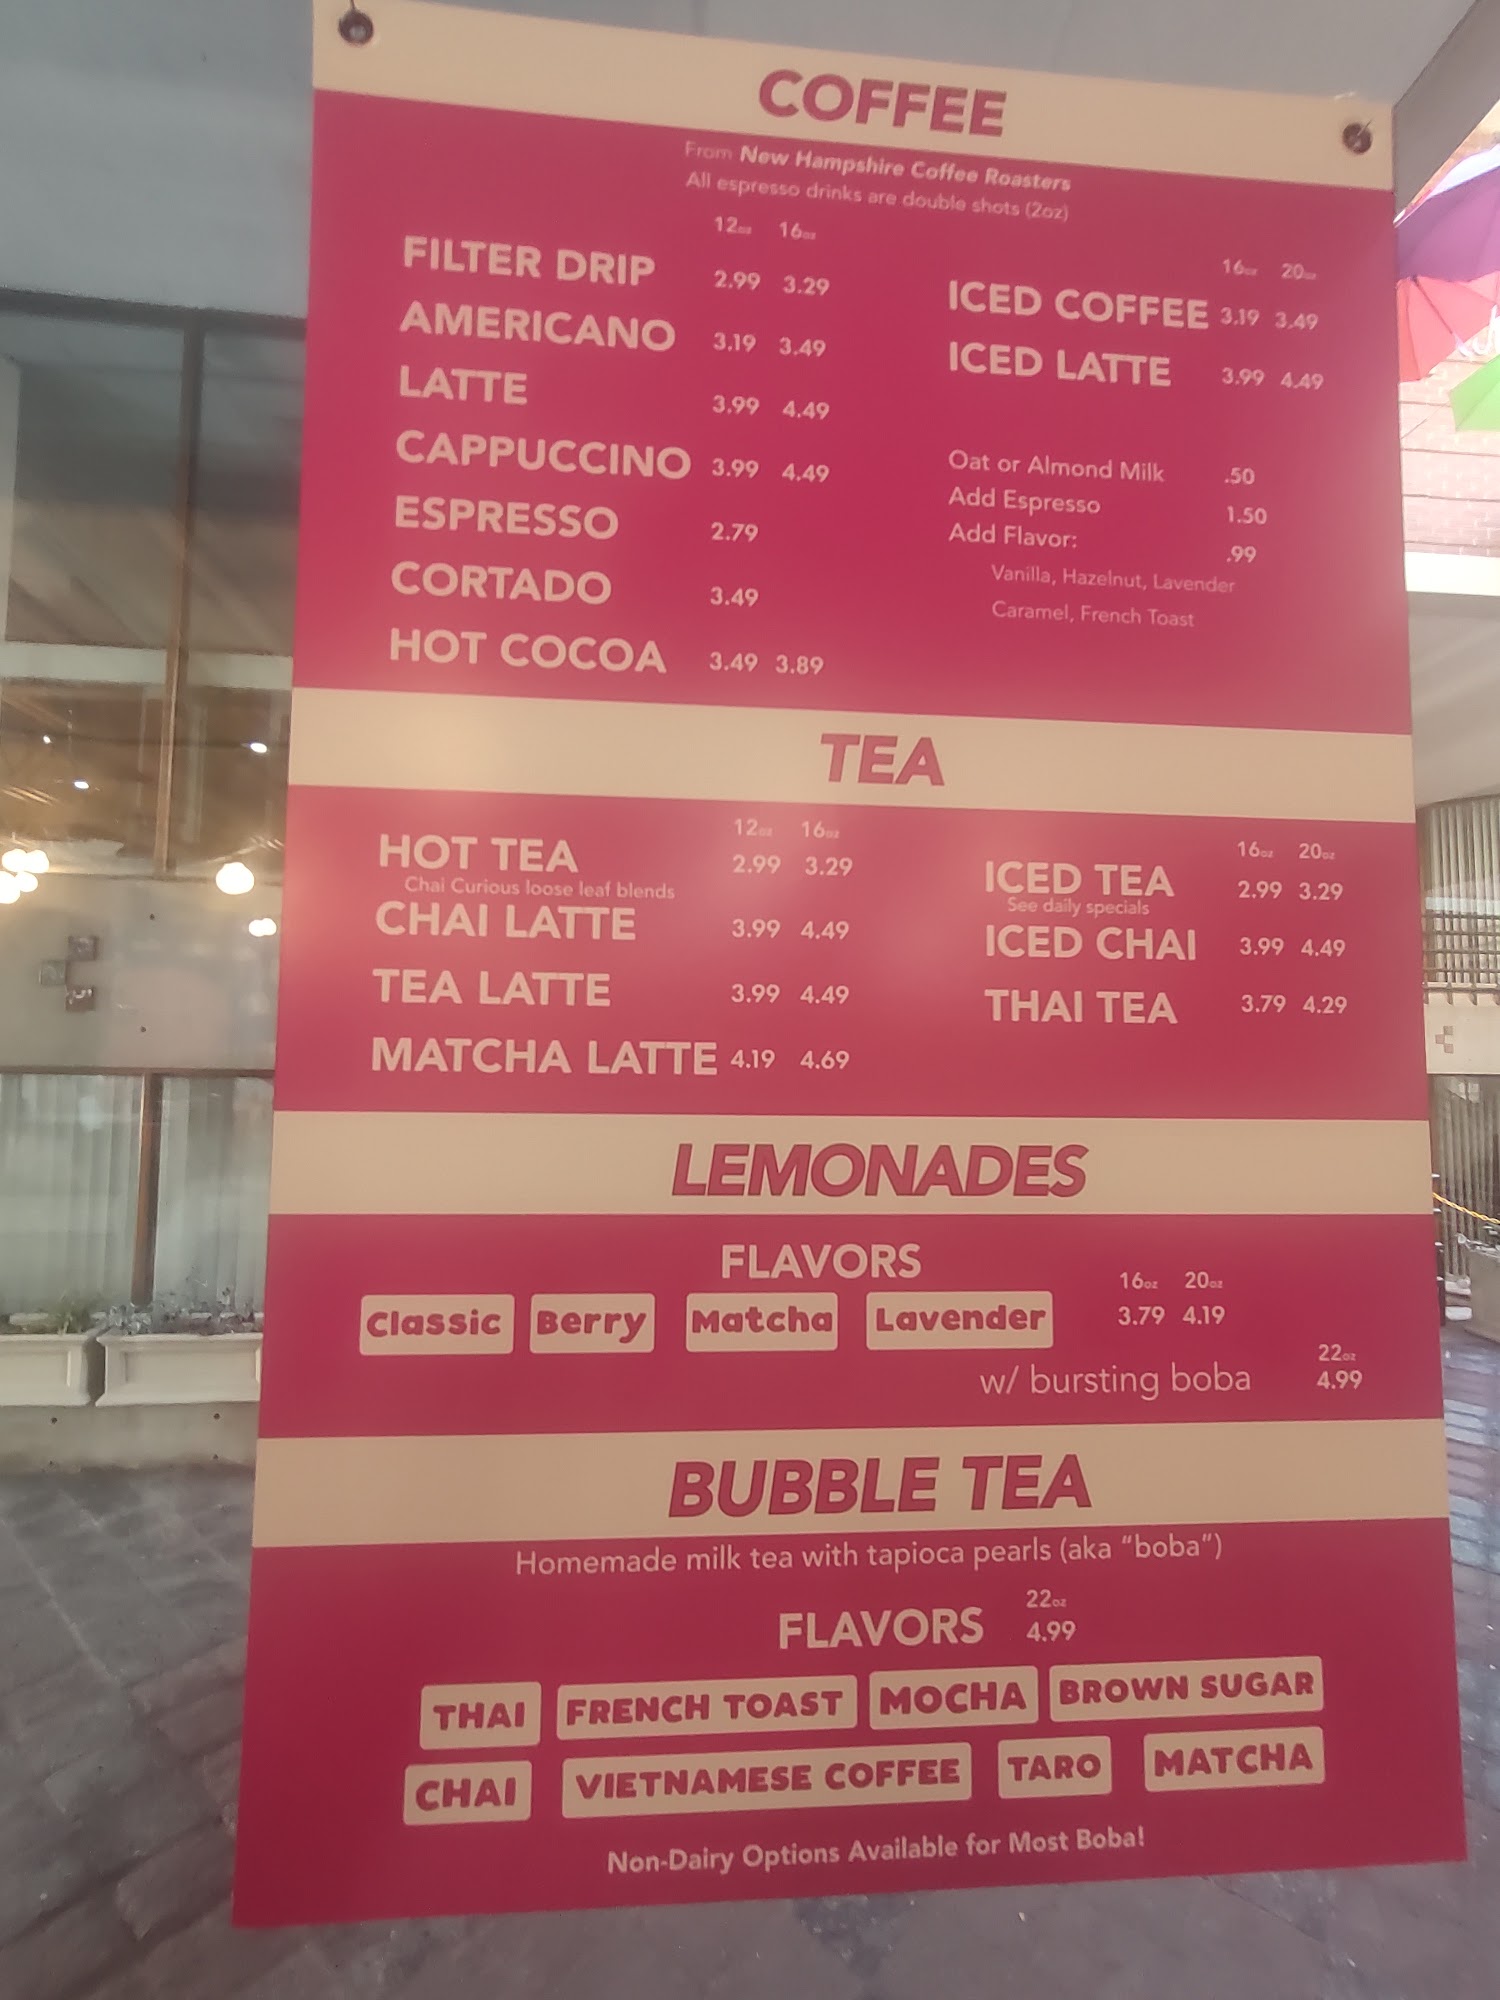 COFFEE
From New Hampshire Coffee Roasters
All espresso drinks are double shots (2oz)
12oz 16oz
FILTER DRIP 2.99 3.29
AMERICANO 3.19 3.49
LATTE 3.99 4.49
CAPPUCCINO 3.99 4.49
ESPRESSO 2.79
CORTADO 3.49
HOT COCOA 3.49 3.89
16oz 20oz
ICED COFFEE 3.19 3.49
ICED LATTE 3.99 4.49
Oat or Almond Milk .50
Add Espresso 1.50
Add Flavor: .99
Vanilla, Hazelnut, Lavender
Caramel, French Toast
TEA
12oz 16oz
HOT TEA 2.99 3.29
Chai Curious loose leaf blends
CHAI LATTE 3.99 4.49
TEA LATTE 3.99 4.49
MATCHA LATTE 4.19 4.69
16oz 20oz
ICED TEA 2.99 3.29
See daily specials
ICED CHAI 3.99 4.49
THAI TEA 3.79 4.29
LEMONADES
FLAVORS
Classic Berry Matcha Lavender
16oz 20oz
3.79 4.19
22oz
w/ bursting boba 4.99
BUBBLE TEA
Homemade milk tea with tapioca pearls (aka “boba”)
22oz
FLAVORS 4.99
THAI FRENCH TOAST MOCHA BROWN SUGAR
CHAI VIETNAMESE COFFEE TARO MATCHA
Non-Dairy Options Available for Most Boba!